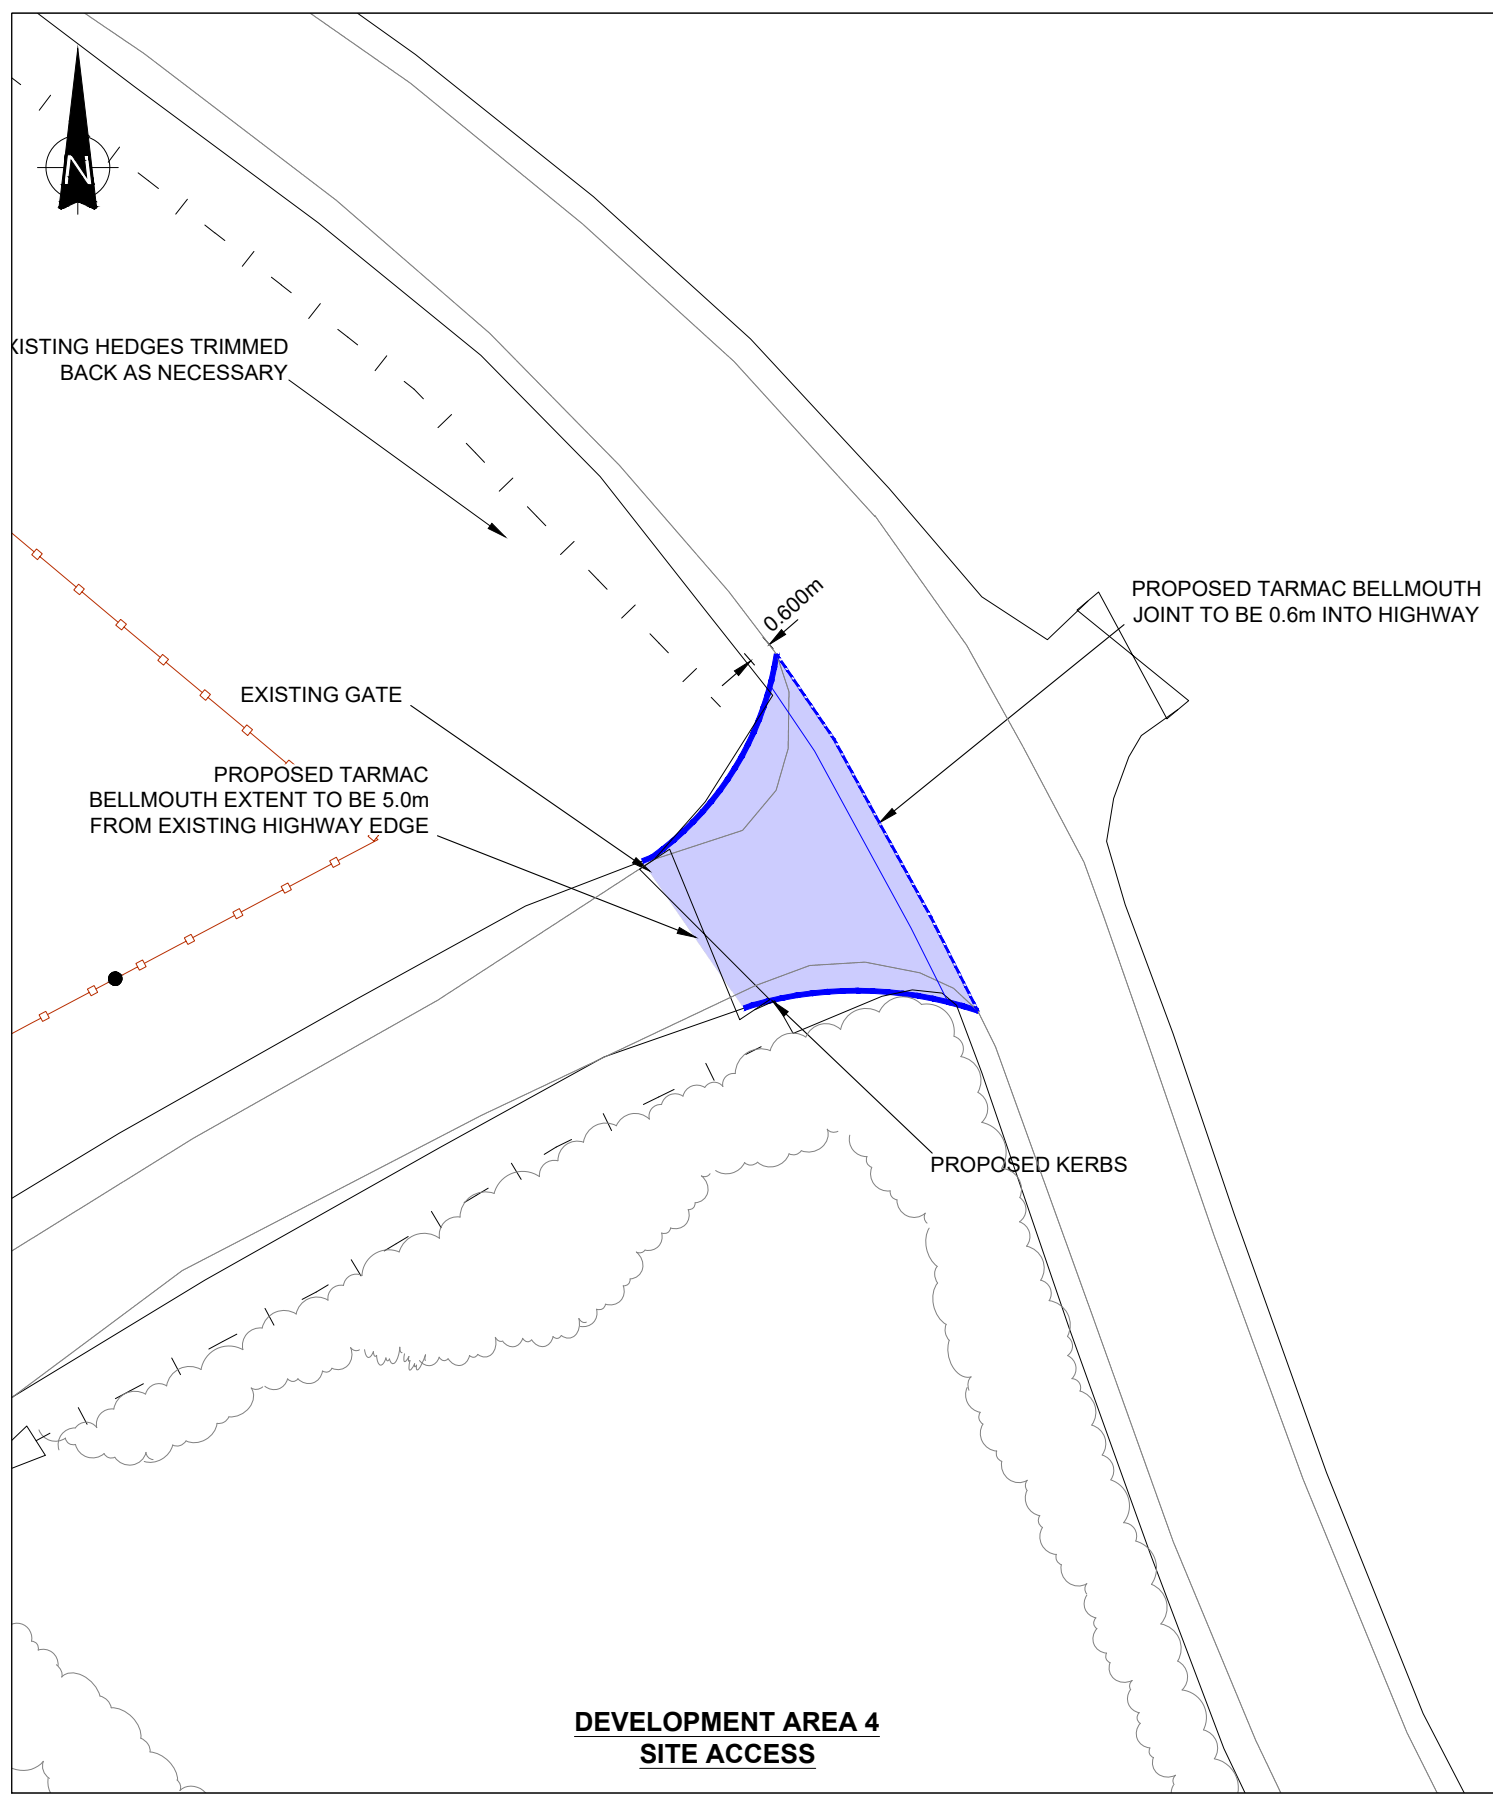 N
XISTING HEDGES TRIMMED
BACK AS NECESSARY
0.600m
PROPOSED TARMAC BELLMOUTH
JOINT TO BE 0.6m INTO HIGHWAY
EXISTING GATE
PROPOSED TARMAC
BELLMOUTH EXTENT TO BE 5.0m
FROM EXISTING HIGHWAY EDGE
PROPOSED KERBS
DEVELOPMENT AREA 4
SITE ACCESS